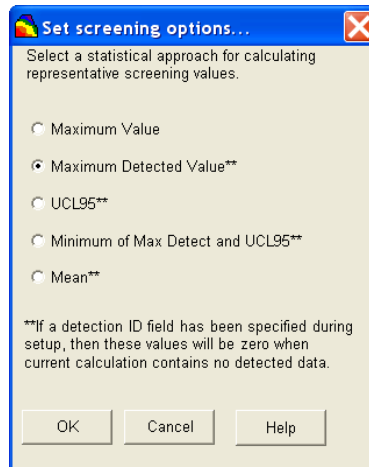 Set screening options...
Select a statistical approach for calculating
representative screening values.
Maximum Value
Maximum Detected Value**
UCL95**
Minimum of Max Detect and UCL95**
Mean**
**If a detection ID field has been specified during
setup, then these values will be zero when
current calculation contains no detected data.
OK
Cancel
Help